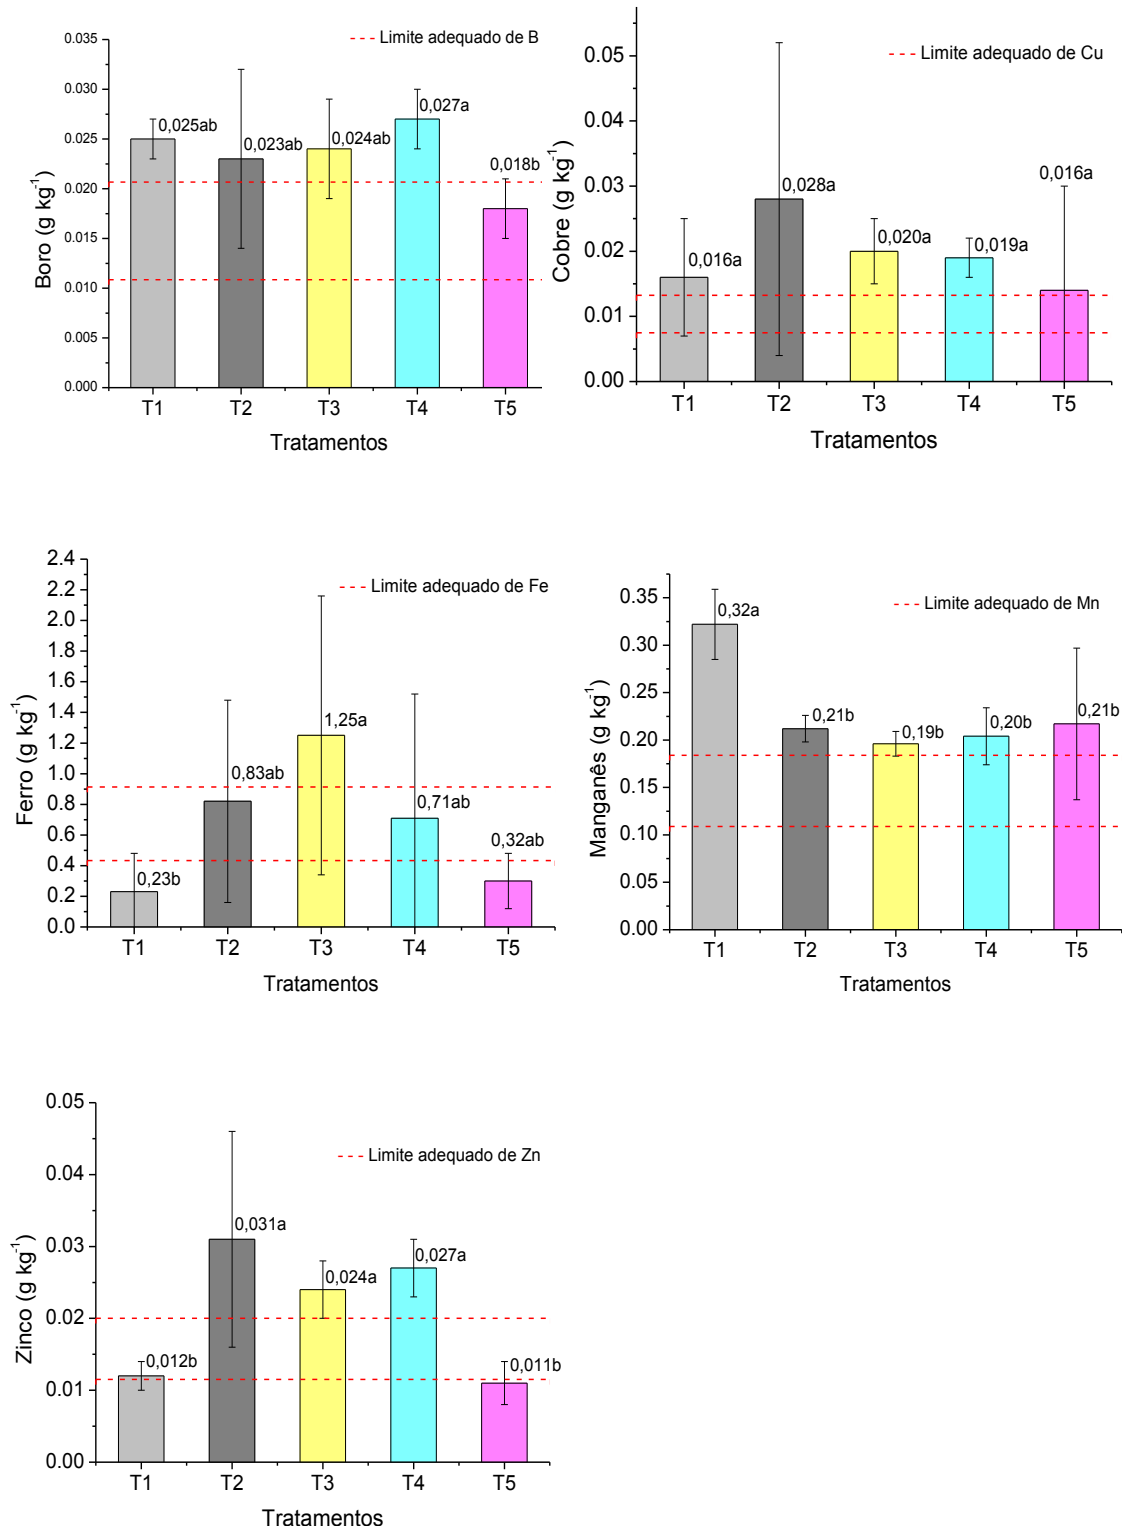 Limite adequado de B
0.035
0.030
0.025
0.020
0.015
0.010
0.005
0.000
Boro (g kg-1)
0,025ab
0,023ab
0,024ab
0,027a
0,018b
T1 T2 T3 T4 T5
Tratamentos
Limite adequado de Cu
0.05
0.04
0.03
0.02
0.01
0.00
Cobre (g kg-1)
0,016a
0,028a
0,020a
0,019a
0,016a
T1 T2 T3 T4 T5
Tratamentos
Limite adequado de Fe
2.4
2.2
2.0
1.8
1.6
1.4
1.2
1.0
0.8
0.6
0.4
0.2
0.0
Ferro (g kg-1)
0,23b
0,83ab
1,25a
0,71ab
0,32ab
T1 T2 T3 T4 T5
Tratamentos
Limite adequado de Mn
0.35
0.30
0.25
0.20
0.15
0.10
0.05
0.00
Manganês (g kg-1)
0,32a
0,21b
0,19b
0,20b
0,21b
T1 T2 T3 T4 T5
Tratamentos
Limite adequado de Zn
0.05
0.04
0.03
0.02
0.01
0.00
Zinco (g kg-1)
0,012b
0,031a
0,024a
0,027a
0,011b
T1 T2 T3 T4 T5
Tratamentos